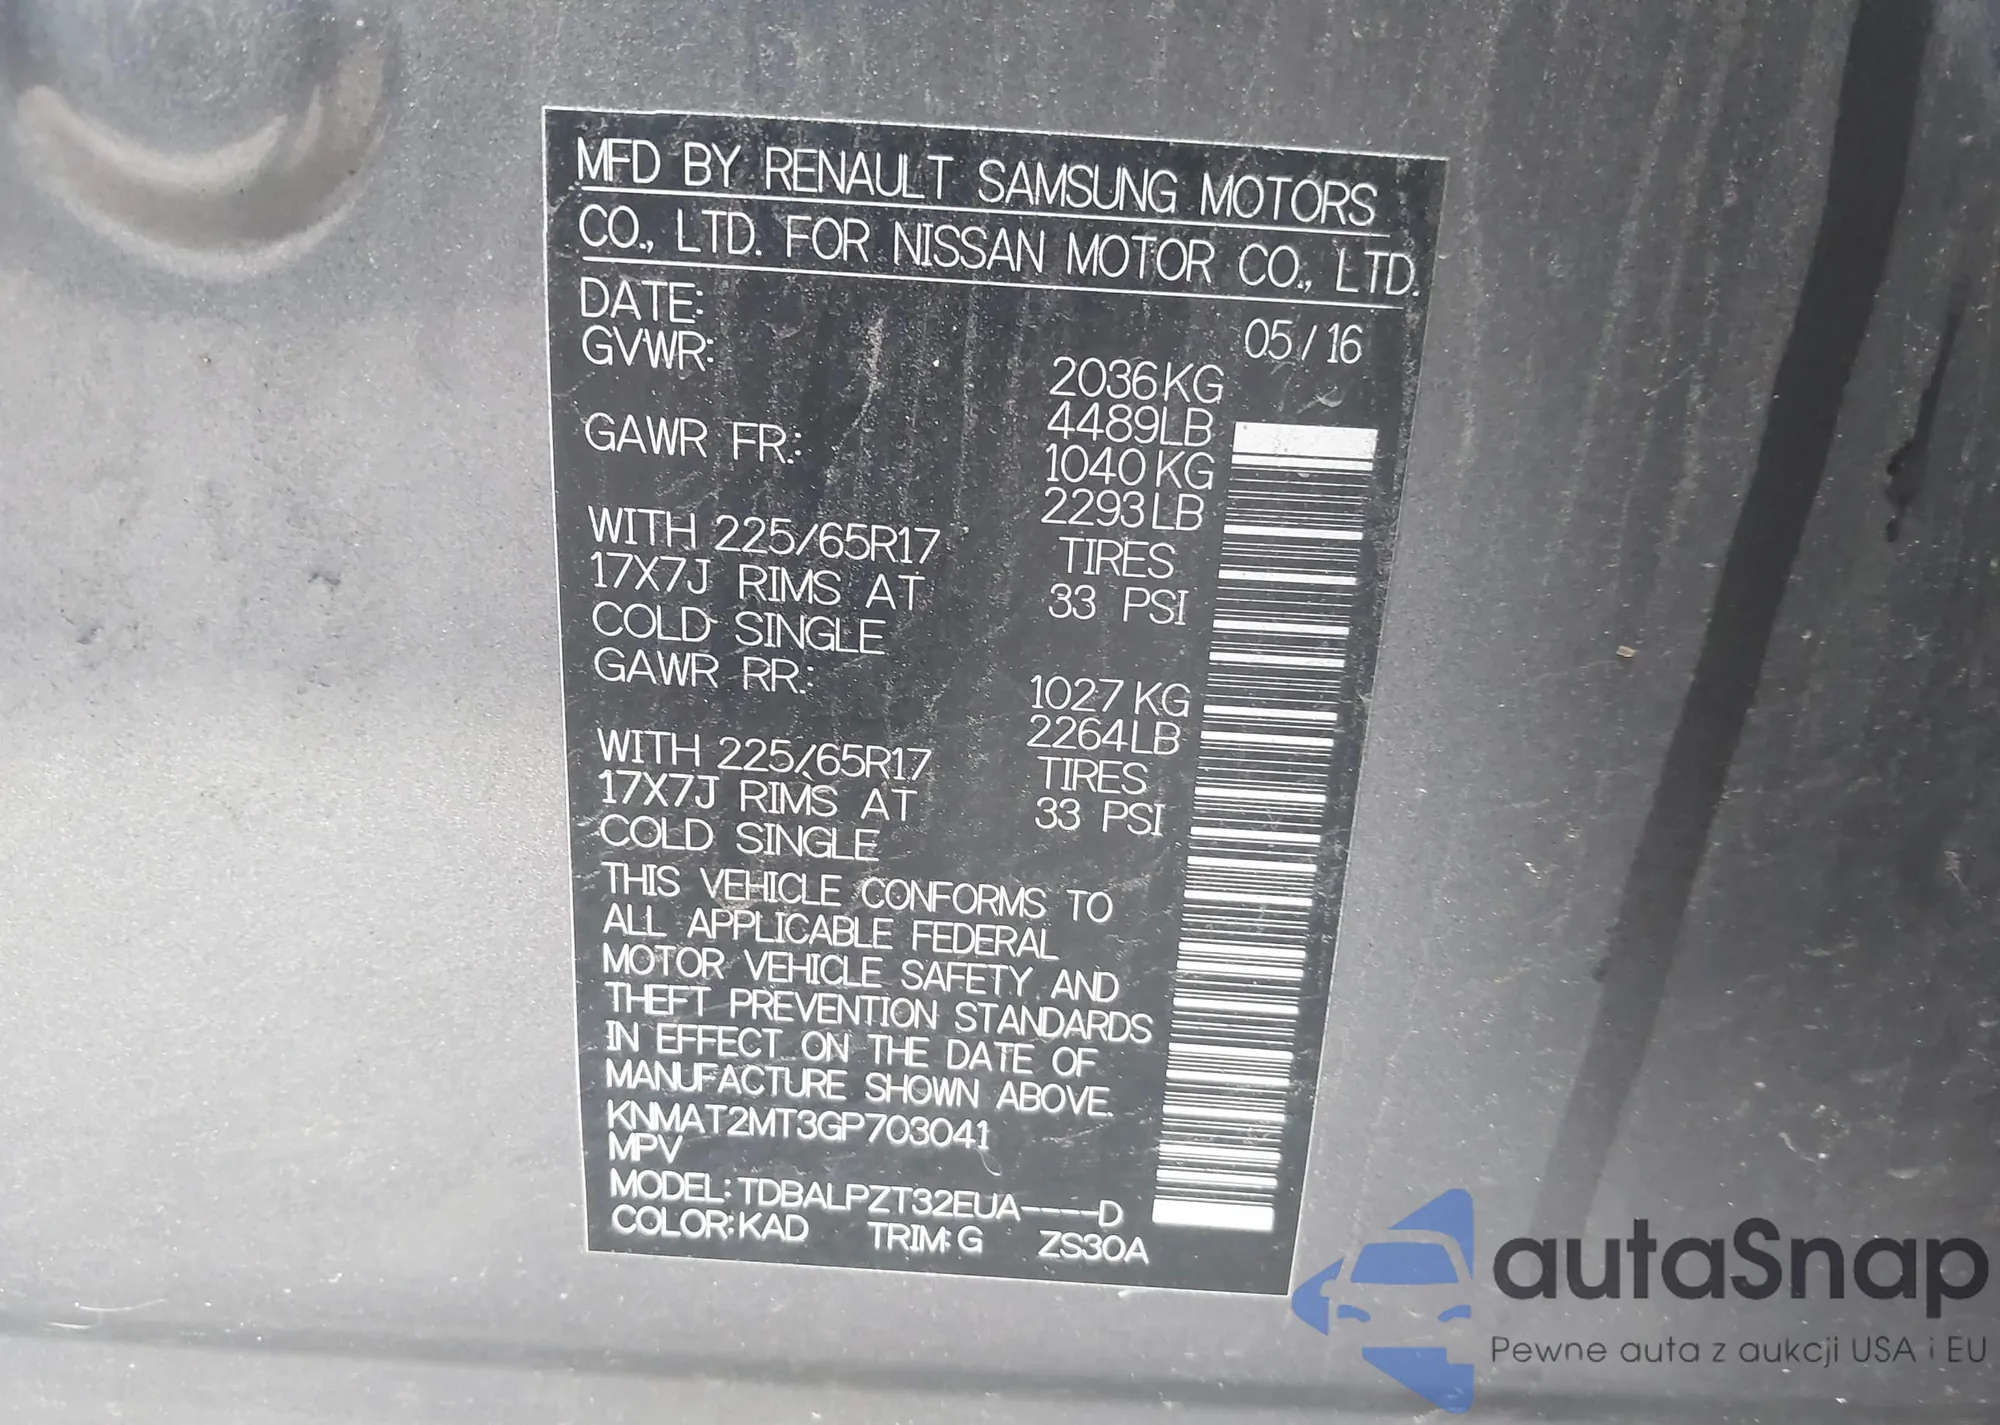 MFD BY RENAULT SAMSUNG MOTORS
CO., LTD. FOR NISSAN MOTOR CO., LTD.
DATE: 05/16
GVWR: 2036KG
4489LB
GAWR FR.: 1040KG
2293LB
WITH 225/65R17 TIRES
17X7J RIMS AT 33 PSI
COLD SINGLE
GAWR RR.: 1027KG
2264LB
WITH 225/65R17 TIRES
17X7J RIMS AT 33 PSI
COLD SINGLE
THIS VEHICLE CONFORMS TO
ALL APPLICABLE FEDERAL
MOTOR VEHICLE SAFETY AND
THEFT PREVENTION STANDARDS
IN EFFECT ON THE DATE OF
MANUFACTURE SHOWN ABOVE.
KNMAT2MT3GP703041
MPV
MODEL: TDBALPZT32EUA----D
COLOR: KAD TRIM: G ZS30A
autaSnap
Pewne auta z aukcji USA i EU